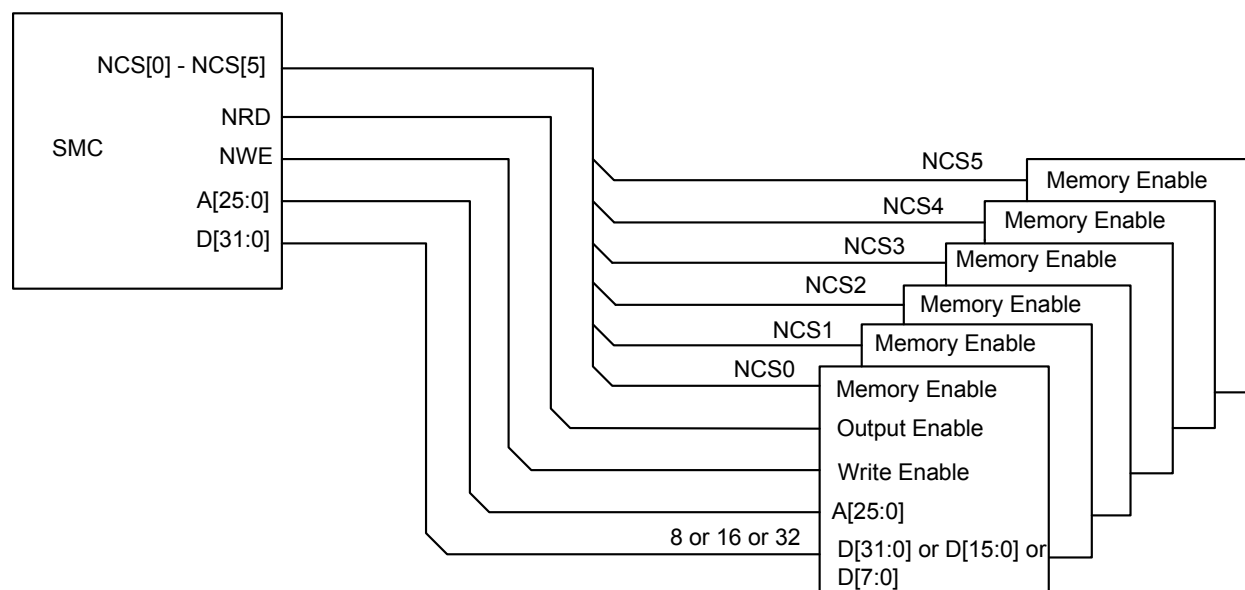 NCS[0] - NCS[5]
NRD
SMC
NWE
A[25:0]
D[31:0]
NCS5
Memory Enable
NCS4
Memory Enable
NCS3
Memory Enable
NCS2
Memory Enable
NCS1
Memory Enable
NCS0
Memory Enable
Output Enable
Write Enable
A[25:0]
8 or 16 or 32
D[31:0] or D[15:0] or
D[7:0]